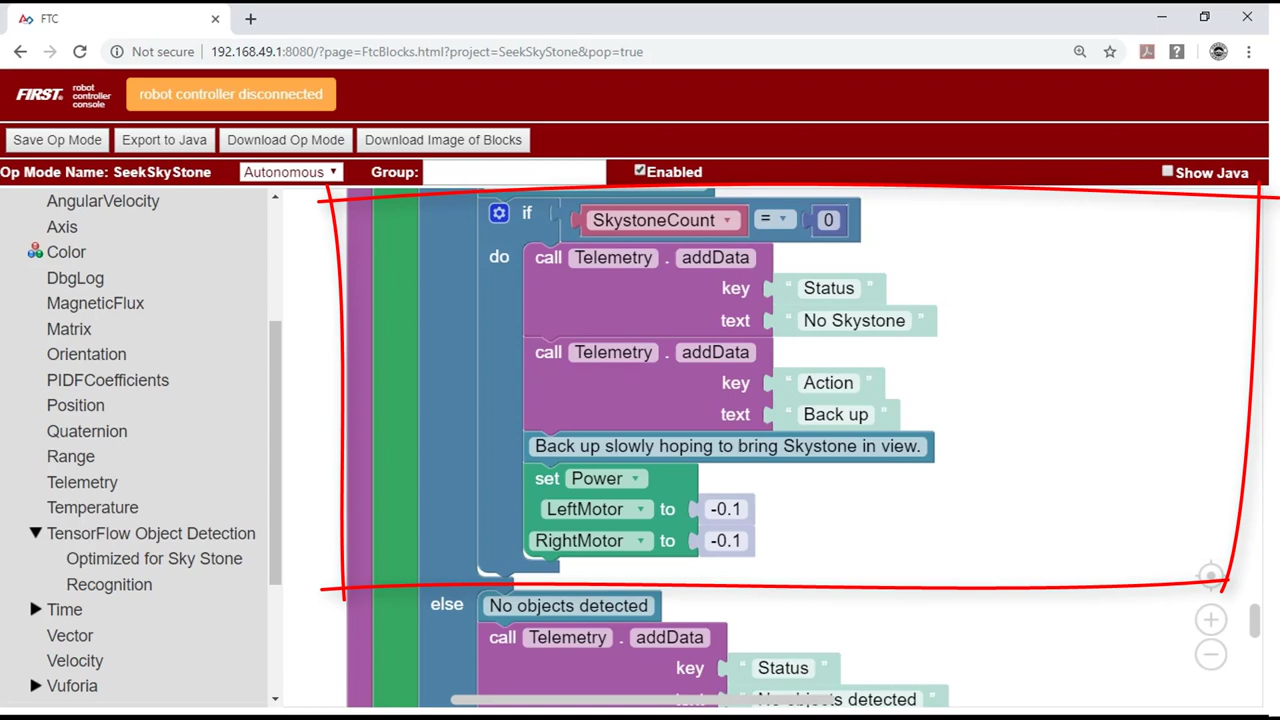 FTC
Not secure 192.168.49.1:8080/?page=FtcBlocks.html?project=SeekSkyStone&pop=true
FIRST® robot controller console robot controller disconnected
Save Op Mode Export to Java Download Op Mode Download Image of Blocks
Op Mode Name: SeekSkyStone Autonomous Group: Enabled Show Java
AngularVelocity
Axis
Color
DbgLog
MagneticFlux
Matrix
Orientation
PIDFCoefficients
Position
Quaternion
Range
Telemetry
Temperature
TensorFlow Object Detection
Optimized for Sky Stone
Recognition
Time
Vector
Velocity
Vuforia
if SkystoneCount = 0
do call Telemetry . addData
key “ Status ”
text “ No Skystone ”
call Telemetry . addData
key “ Action ”
text “ Back up ”
Back up slowly hoping to bring Skystone in view.
set Power
LeftMotor to -0.1
RightMotor to -0.1
else No objects detected
call Telemetry . addData
key “ Status ”
text “ No objects detected ”